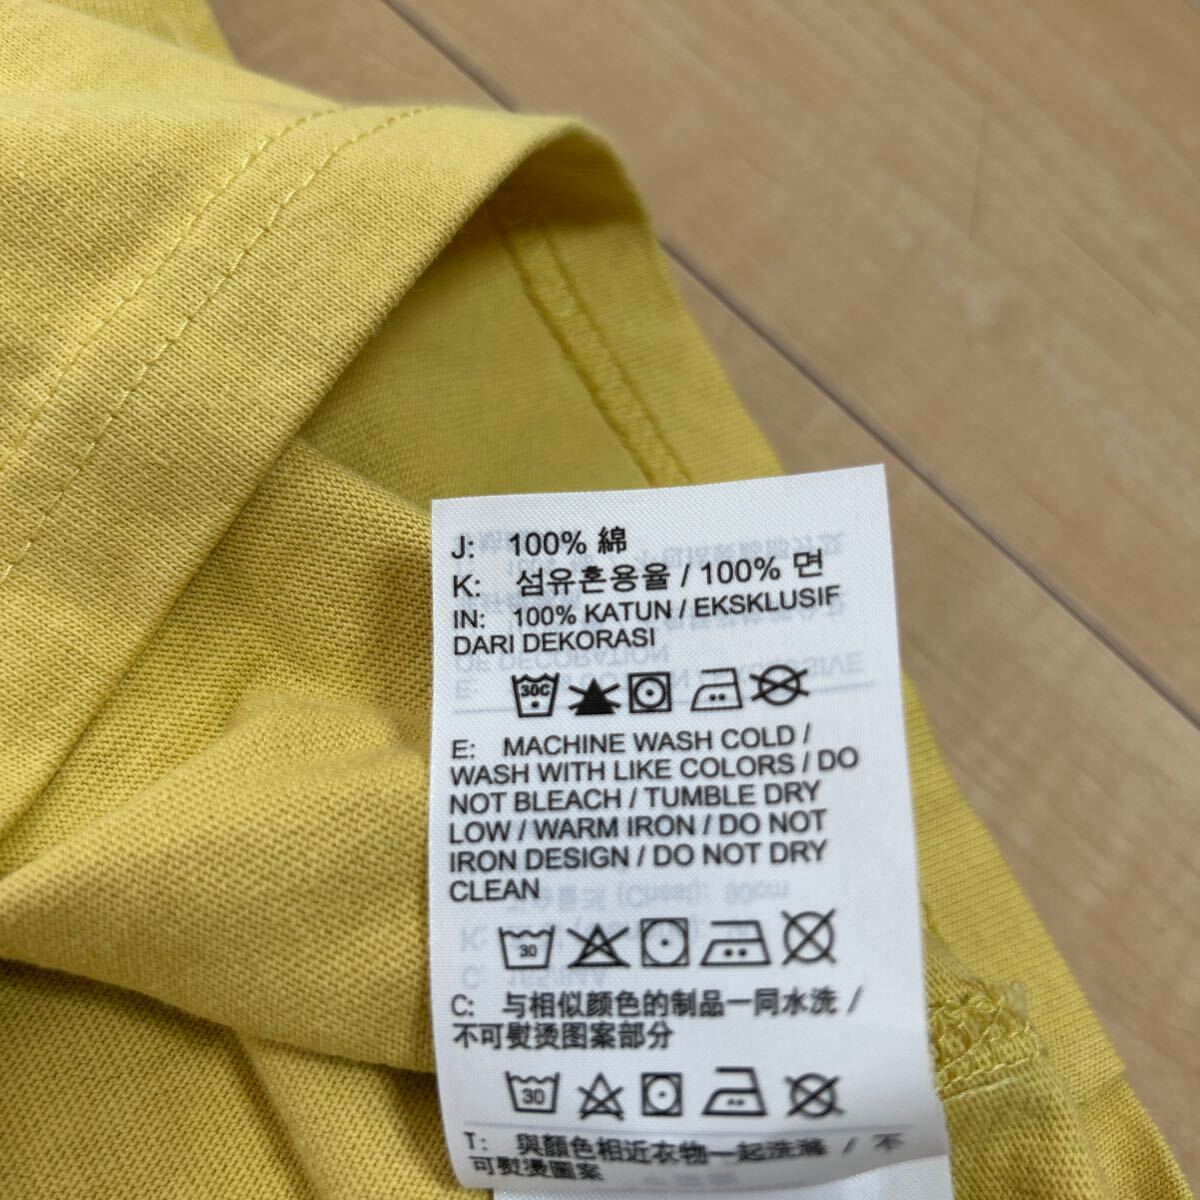 J: 100% 綿
K: 섬유혼용율 / 100% 면
IN: 100% KATUN / EKSKLUSIF
DARI DEKORASI
30C
E: MACHINE WASH COLD /
WASH WITH LIKE COLORS / DO
NOT BLEACH / TUMBLE DRY
LOW / WARM IRON / DO NOT
IRON DESIGN / DO NOT DRY
CLEAN
30
C: 与相似颜色的制品一同水洗 /
不可熨烫图案部分
30
T: 與顏色相近衣物一起洗滌 / 不
可熨燙圖案